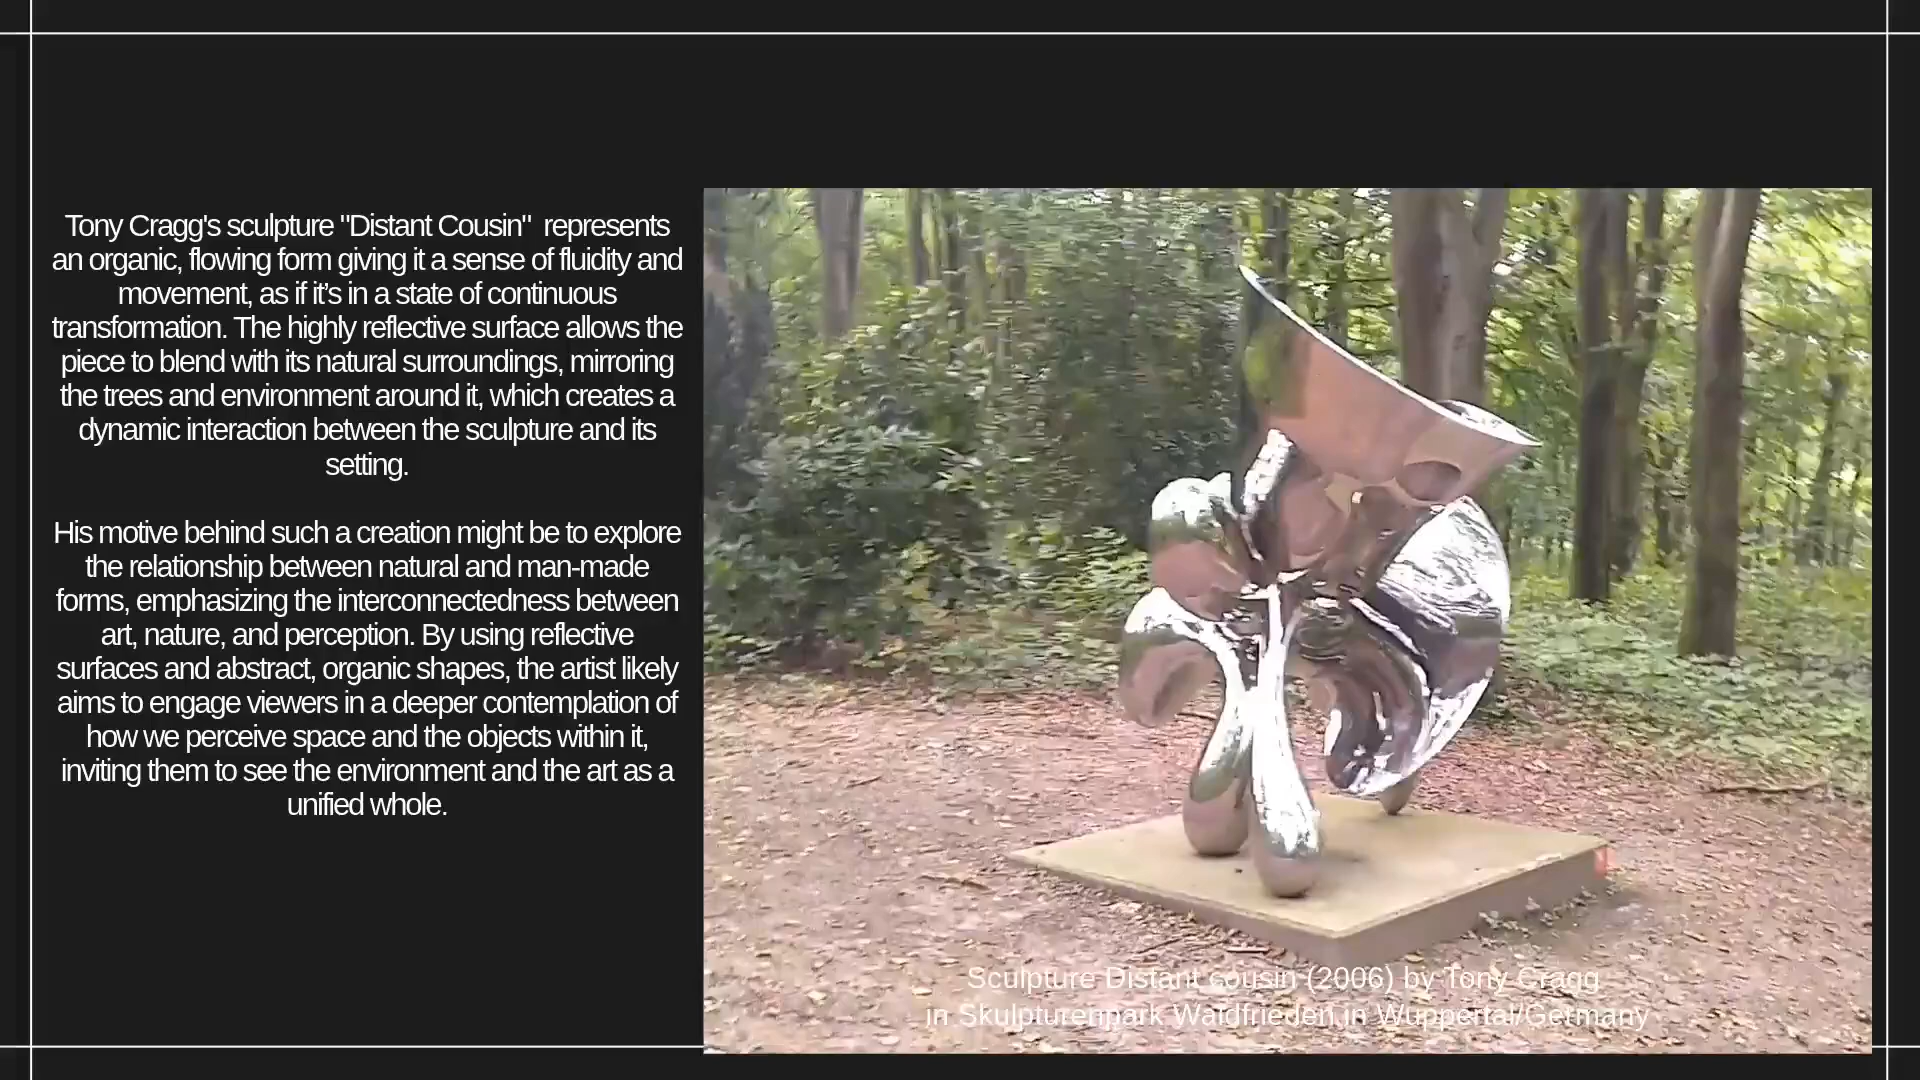 Tony Cragg's sculpture "Distant Cousin"  represents
an organic, flowing form giving it a sense of fluidity and
movement, as if it’s in a state of continuous
transformation. The highly reflective surface allows the
piece to blend with its natural surroundings, mirroring
the trees and environment around it, which creates a
dynamic interaction between the sculpture and its
setting.
His motive behind such a creation might be to explore
the relationship between natural and man-made
forms, emphasizing the interconnectedness between
art, nature, and perception. By using reflective
surfaces and abstract, organic shapes, the artist likely
aims to engage viewers in a deeper contemplation of
how we perceive space and the objects within it,
inviting them to see the environment and the art as a
unified whole.
Sculpture Distant cousin (2006) by Tony Cragg
in Skulpturenpark Waldfrieden in Wuppertal/Germany